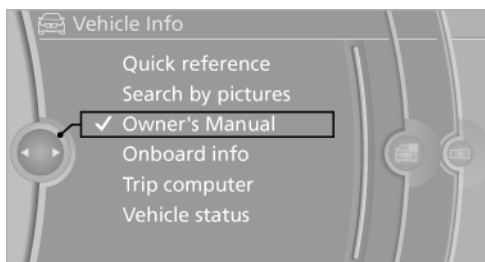 Vehicle Info
Quick reference
Search by pictures
Owner's Manual
Onboard info
Trip computer
Vehicle status